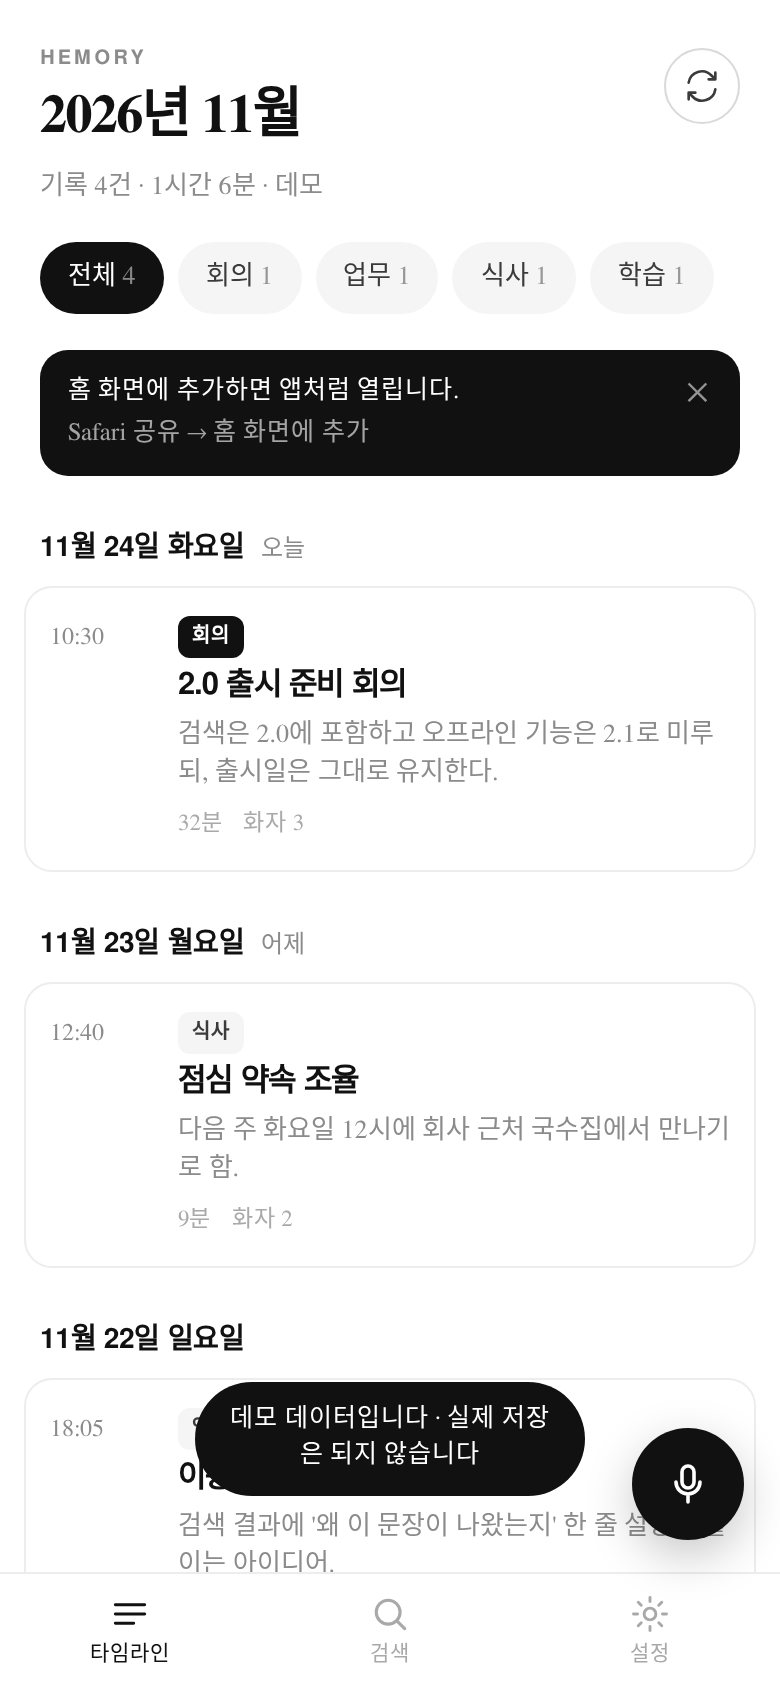 HEMORY
2026년 11월
기록 4건 · 1시간 6분 · 데모
전체 4
회의 1
업무 1
식사 1
학습 1
홈 화면에 추가하면 앱처럼 열립니다.
Safari 공유 → 홈 화면에 추가
11월 24일 화요일 오늘
10:30
회의
2.0 출시 준비 회의
검색은 2.0에 포함하고 오프라인 기능은 2.1로 미루
되, 출시일은 그대로 유지한다.
32분 화자 3
11월 23일 월요일 어제
12:40
식사
점심 약속 조율
다음 주 화요일 12시에 회사 근처 국수집에서 만나기
로 함.
9분 화자 2
11월 22일 일요일
18:05
데모 데이터입니다 · 실제 저장
은 되지 않습니다
검색 결과에 '왜 이 문장이 나왔는지' 한 줄
이는 아이디어.
타임라인
검색
설정